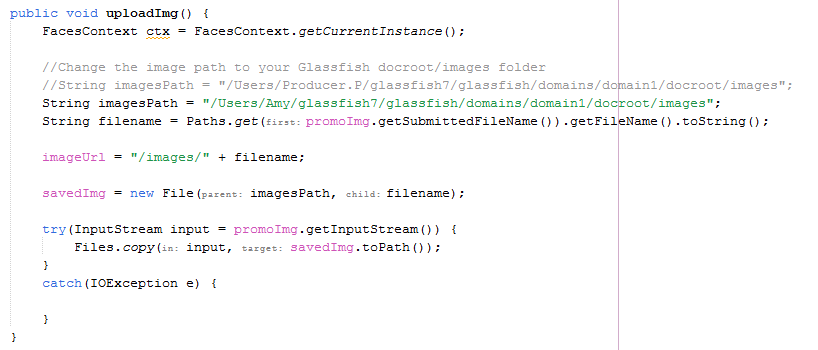 public void uploadImg() {
FacesContext ctx = FacesContext.getCurrentInstance();
//Change the image path to your Glassfish docroot/images folder
//String imagesPath = "/Users/Producer.P/glassfish7/glassfish/domains/domain1/docroot/images";
String imagesPath = "/Users/Amy/glassfish7/glassfish/domains/domain1/docroot/images";
String filename = Paths.get(first: promoImg.getSubmittedFileName()).getFileName().toString();
imageUrl = "/images/" + filename;
savedImg = new File(parent: imagesPath, child: filename);
try(InputStream input = promoImg.getInputStream()) {
Files.copy(in: input, target: savedImg.toPath());
}
catch(IOException e) {
}
}